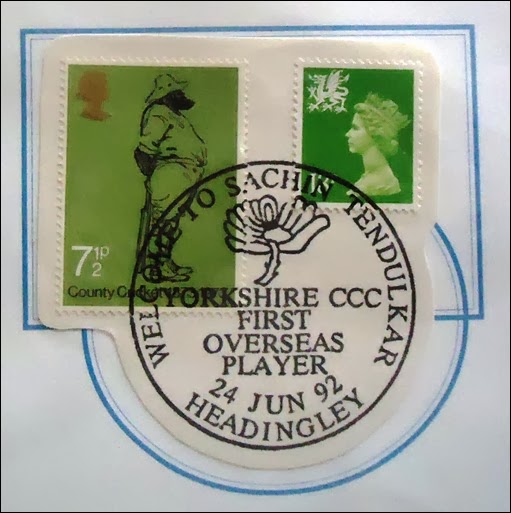 7½P
County Cricket
WELCOME TO SACHIN TENDULKAR
YORKSHIRE CCC
FIRST
OVERSEAS
PLAYER
24 JUN 92
HEADINGLEY